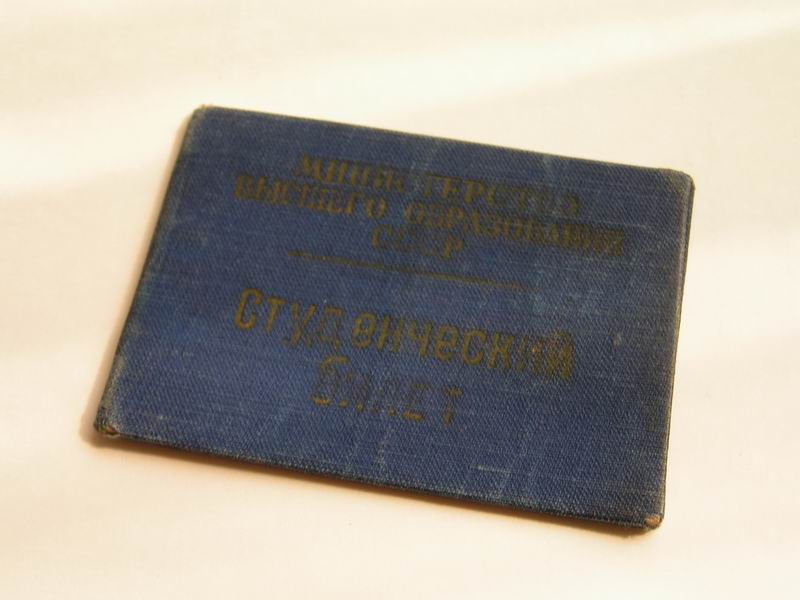 МИНИСТЕРСТВО
ВЫСШЕГО ОБРАЗОВАНИЯ
СССР
Студенческий
билет